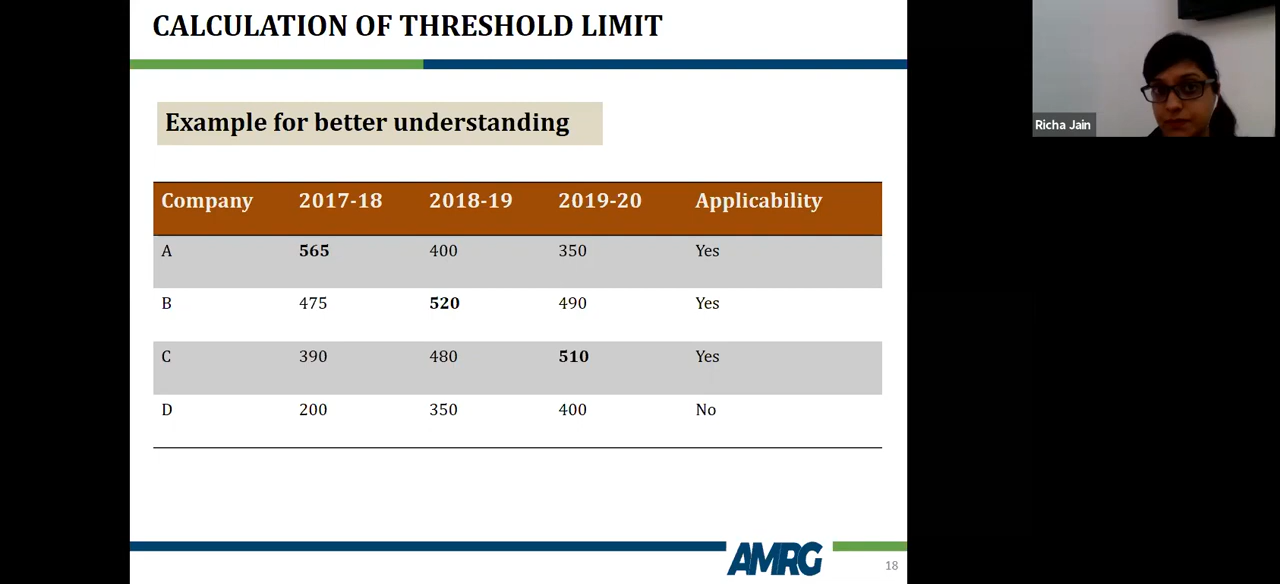 CALCULATION OF THRESHOLD LIMIT
Richa Jain
Example for better understanding
Company 2017-18 2018-19 2019-20 Applicability
A 565 400 350 Yes
B 475 520 490 Yes
C 390 480 510 Yes
D 200 350 400 No
AMRG
18